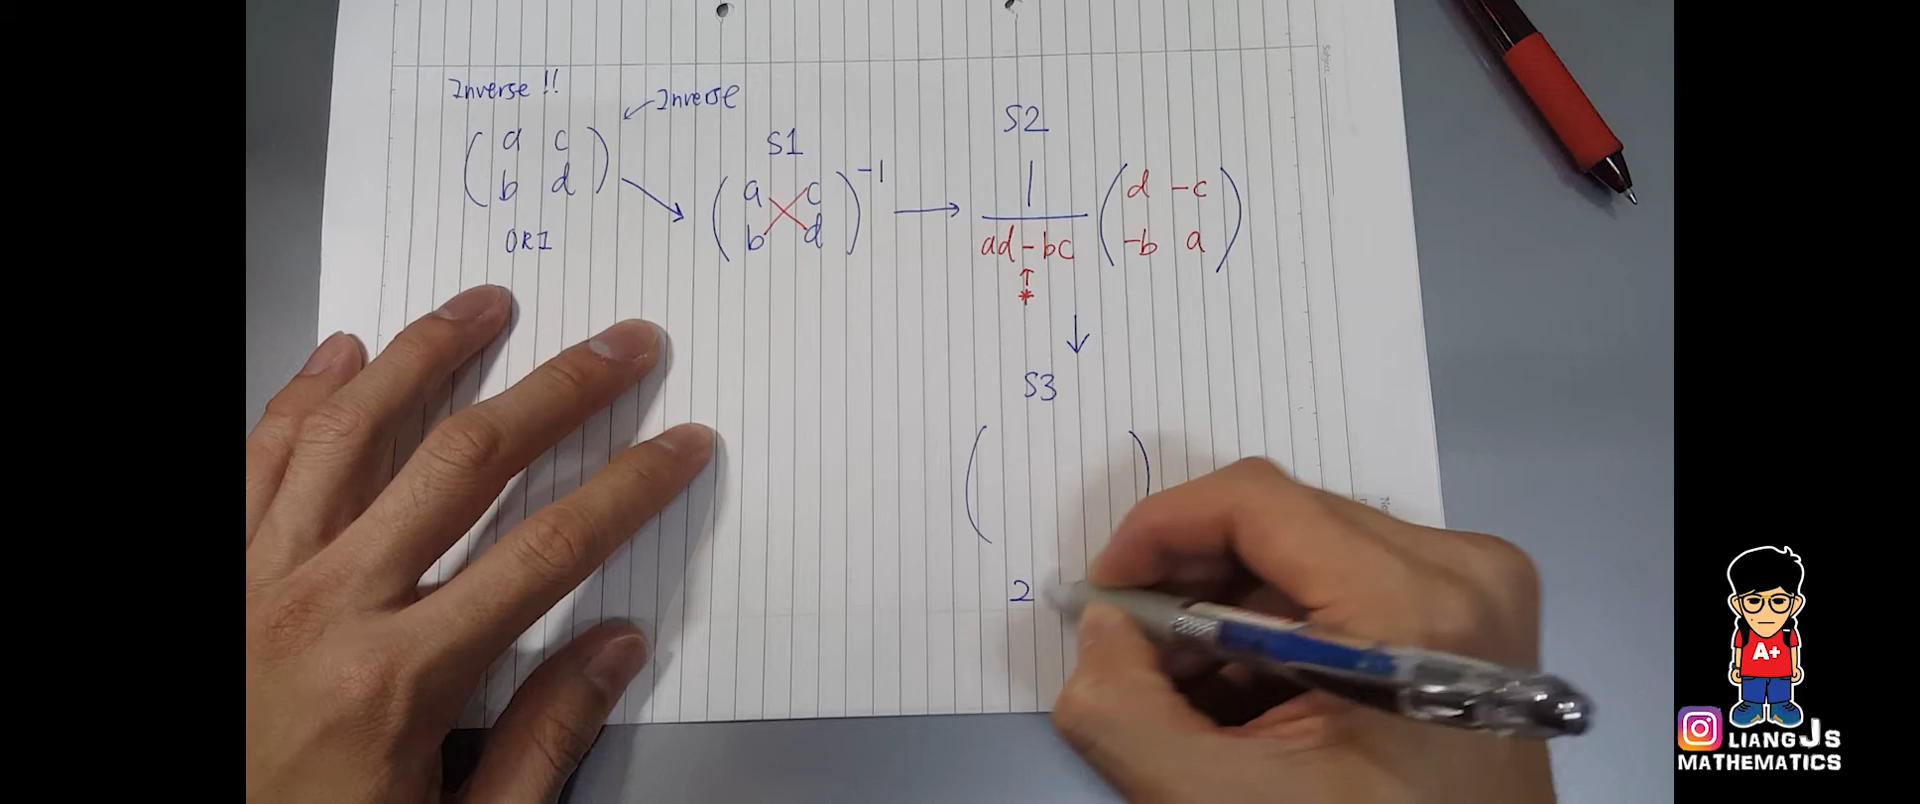 Inverse !!
Inverse
( a c
b d )
ORI
S1
( a c
b d )^-1
S2
1
ad - bc
*
( d -c
-b a )
S3
( )
2
A+
LIANGJS
MATHEMATICS